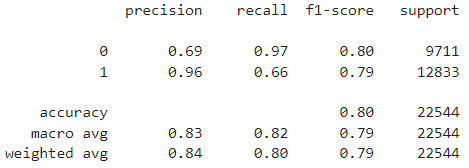 precision recall f1-score support
0 0.69 0.97 0.80 9711
1 0.96 0.66 0.79 12833
accuracy 0.80 22544
macro avg 0.83 0.82 0.79 22544
weighted avg 0.84 0.80 0.79 22544